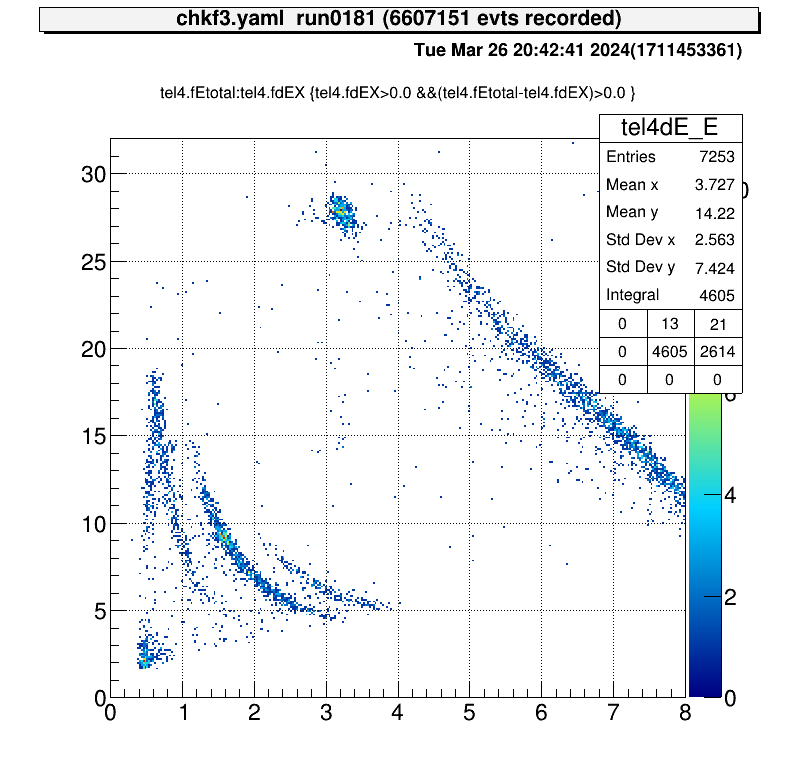 chkf3.yaml run0181 (6607151 evts recorded)
Tue Mar 26 20:42:41 2024(1711453361)
tel4.fEtotal:tel4.fdEX {tel4.fdEX>0.0 &&(tel4.fEtotal-tel4.fdEX)>0.0 }
tel4dE_E
Entries 7253
Mean x 3.727
Mean y 14.22
Std Dev x 2.563
Std Dev y 7.424
Integral 4605
0 13 21
0 4605 2614
0 0 0
30
25
20
15
10
5
0
0 1 2 3 4 5 6 7 8
6
4
2
0